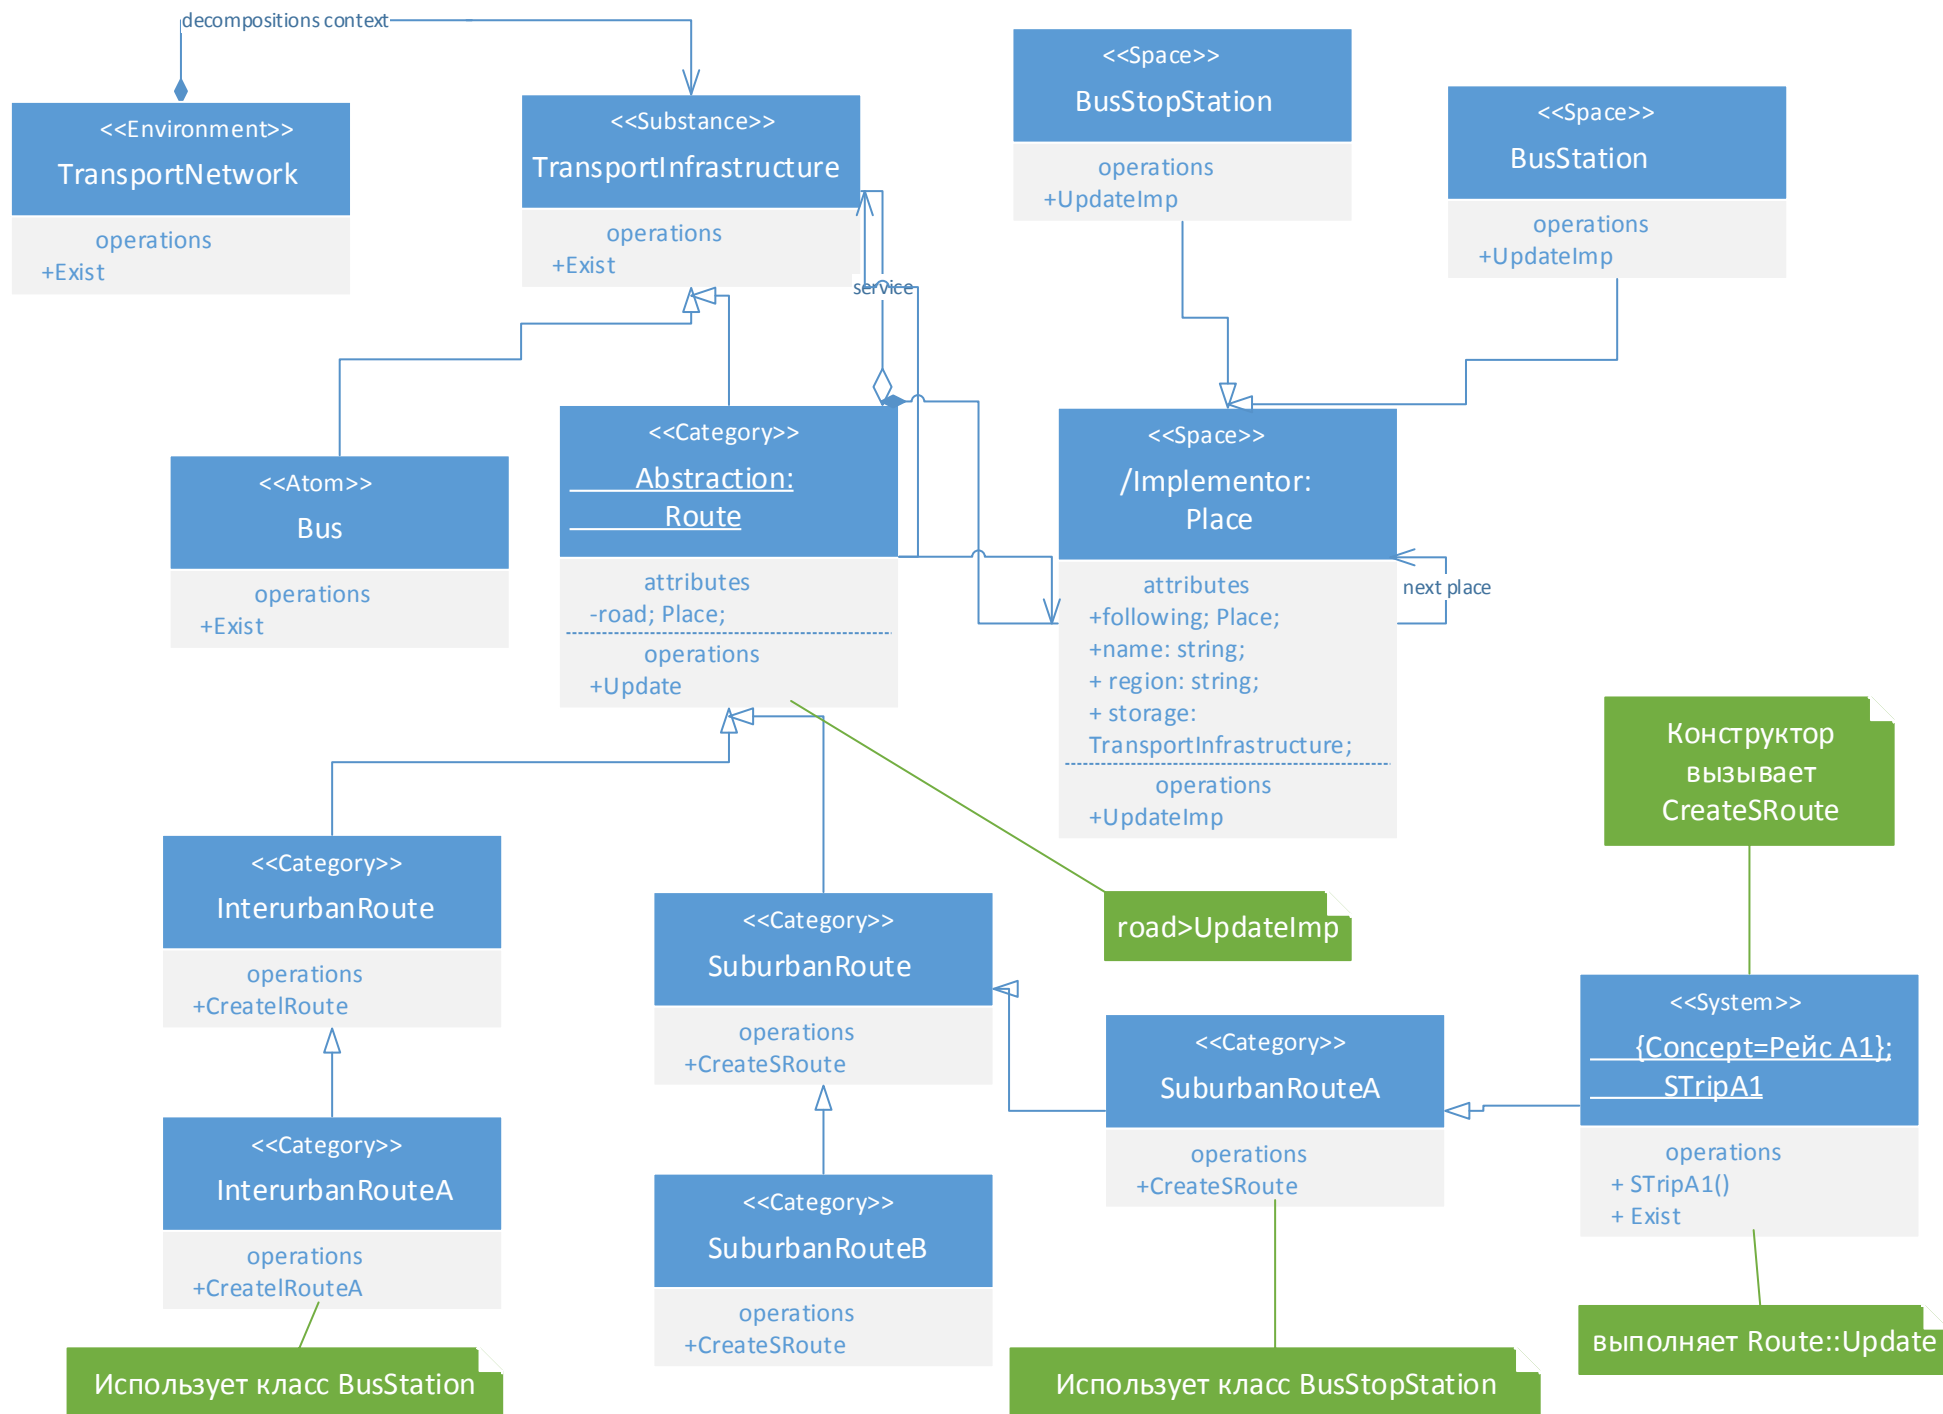 decompositions context
<<Environment>>
TransportNetwork
operations
+Exist
<<Substance>>
TransportInfrastructure
operations
+Exist
<<Space>>
BusStopStation
operations
+UpdateImp
<<Space>>
BusStation
operations
+UpdateImp
service
<<Atom>>
Bus
operations
+Exist
<<Category>>
Abstraction:
Route
attributes
-road; Place;
operations
+Update
<<Space>>
/Implementor:
Place
attributes
+following; Place;
+name: string;
+ region: string;
+ storage:
TransportInfrastructure;
operations
+UpdateImp
next place
Конструктор
вызывает
CreateSRoute
road>UpdateImp
<<Category>>
InterurbanRoute
operations
+CreateIRoute
<<Category>>
SuburbanRoute
operations
+CreateSRoute
<<Category>>
SuburbanRouteA
operations
+CreateSRoute
<<System>>
{Concept=Рейс А1};
STripA1
operations
+ STripA1()
+ Exist
<<Category>>
InterurbanRouteA
operations
+CreateIRouteA
<<Category>>
SuburbanRouteB
operations
+CreateSRoute
Использует класс BusStation
Использует класс BusStopStation
выполняет Route::Update